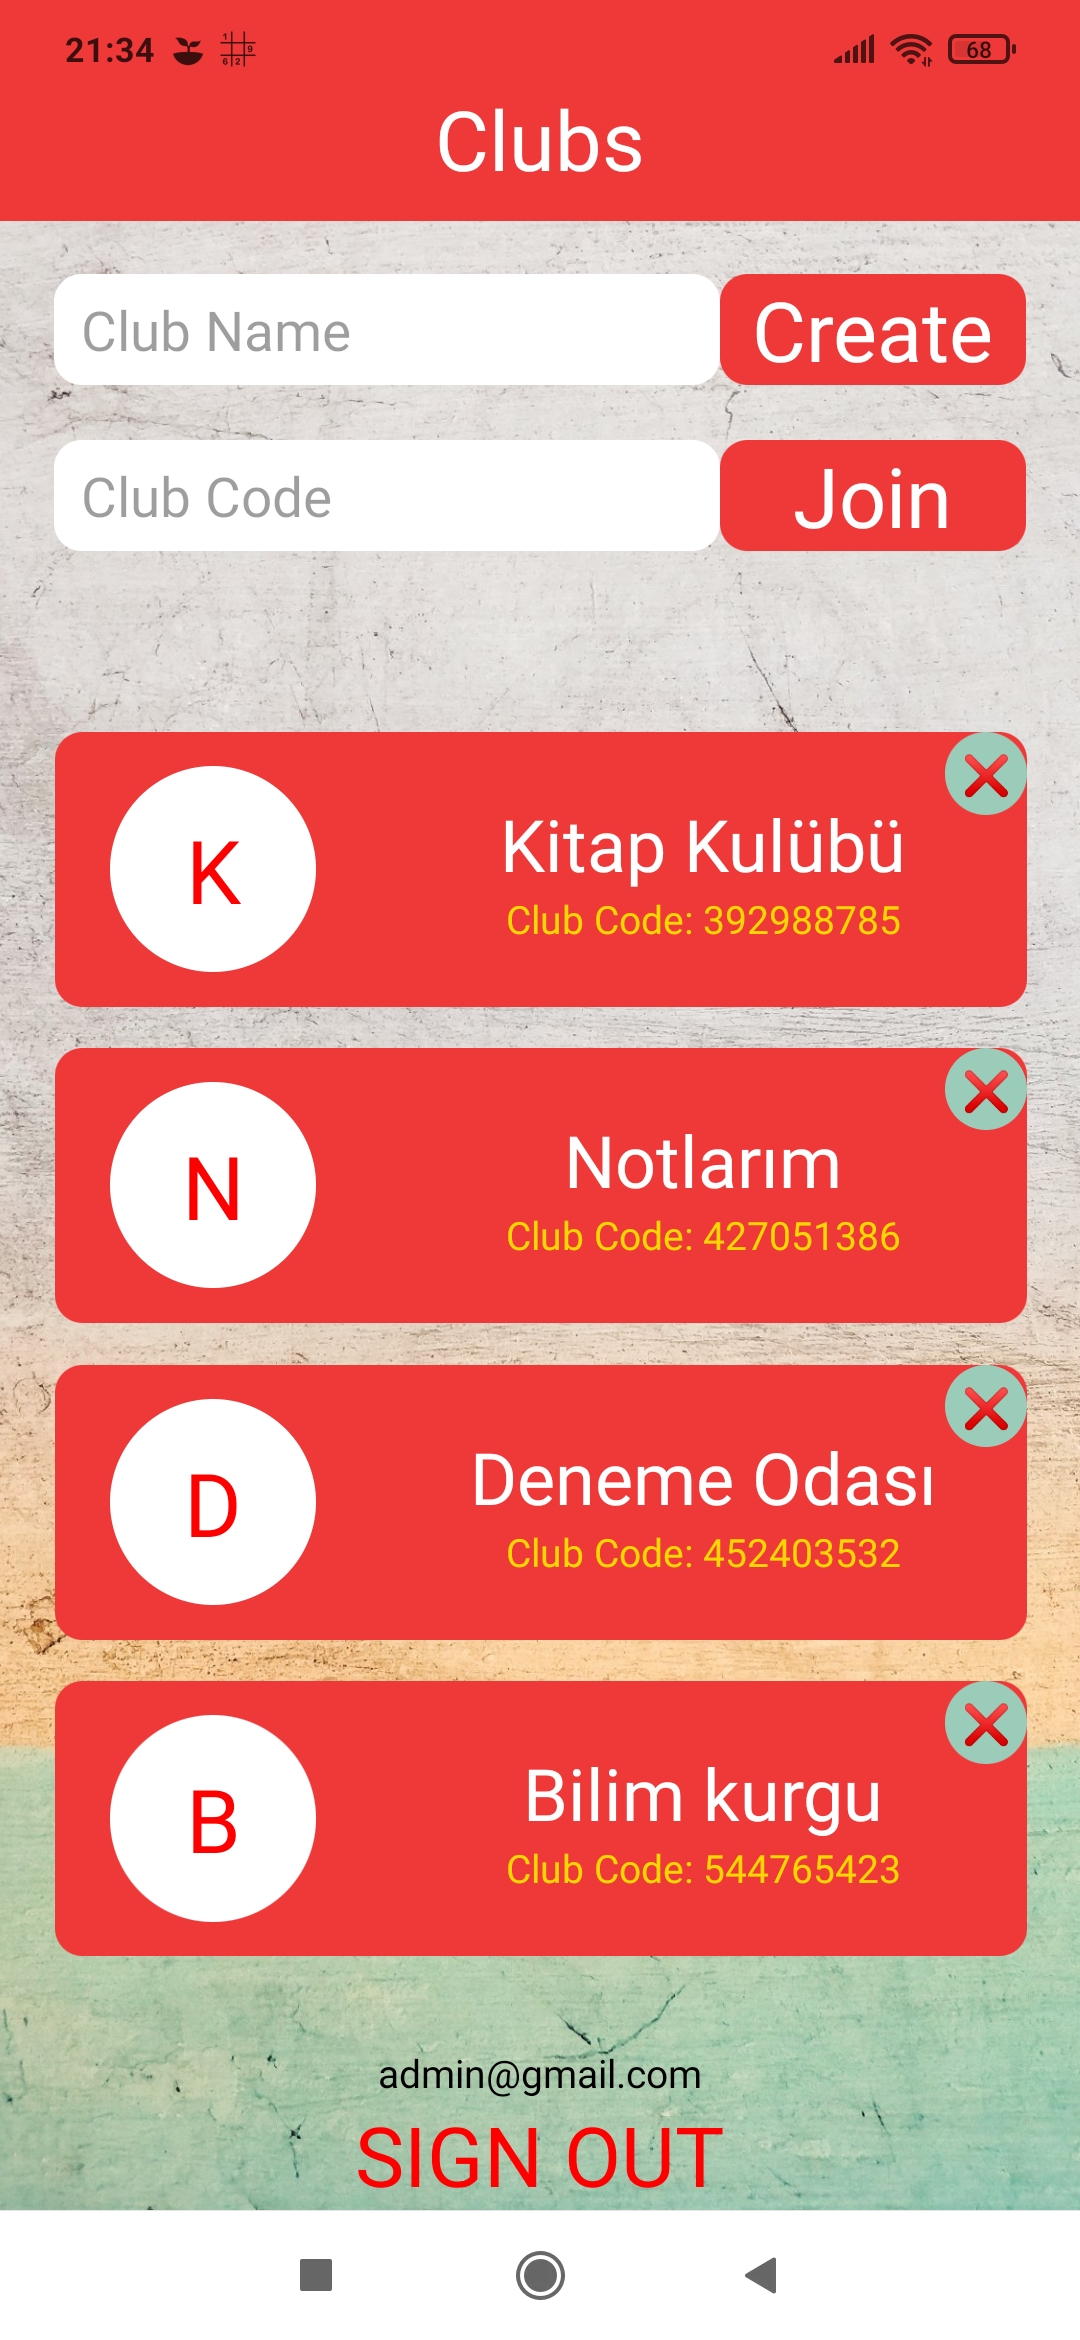 21:34
68
Clubs
Club Name
Create
Club Code
Join
K
Kitap Kulübü
Club Code: 392988785
N
Notlarım
Club Code: 427051386
D
Deneme Odası
Club Code: 452403532
B
Bilim kurgu
Club Code: 544765423
admin@gmail.com
SIGN OUT